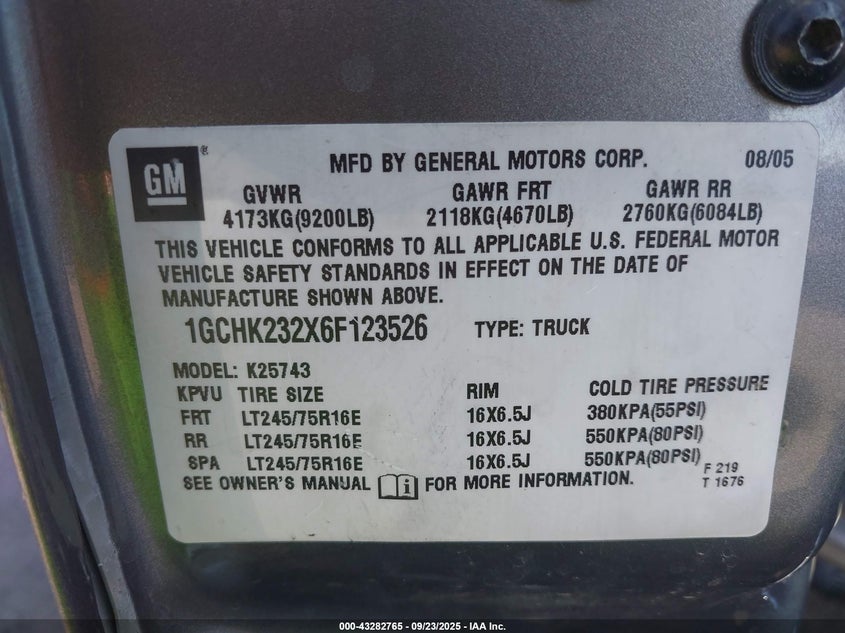 GM®
MFD BY GENERAL MOTORS CORP. 08/05
GVWR GAWR FRT GAWR RR
4173KG(9200LB) 2118KG(4670LB) 2760KG(6084LB)
THIS VEHICLE CONFORMS TO ALL APPLICABLE U.S. FEDERAL MOTOR
VEHICLE SAFETY STANDARDS IN EFFECT ON THE DATE OF
MANUFACTURE SHOWN ABOVE.
1GCHK232X6F123526 TYPE: TRUCK
MODEL: K25743
KPVU TIRE SIZE RIM COLD TIRE PRESSURE
FRT LT245/75R16E 16X6.5J 380KPA(55PSI)
RR LT245/75R16E 16X6.5J 550KPA(80PSI)
SPA LT245/75R16E 16X6.5J 550KPA(80PSI)
F 219
SEE OWNER'S MANUAL i FOR MORE INFORMATION. T 1676
000-43282765 - 09/23/2025 - IAA Inc.